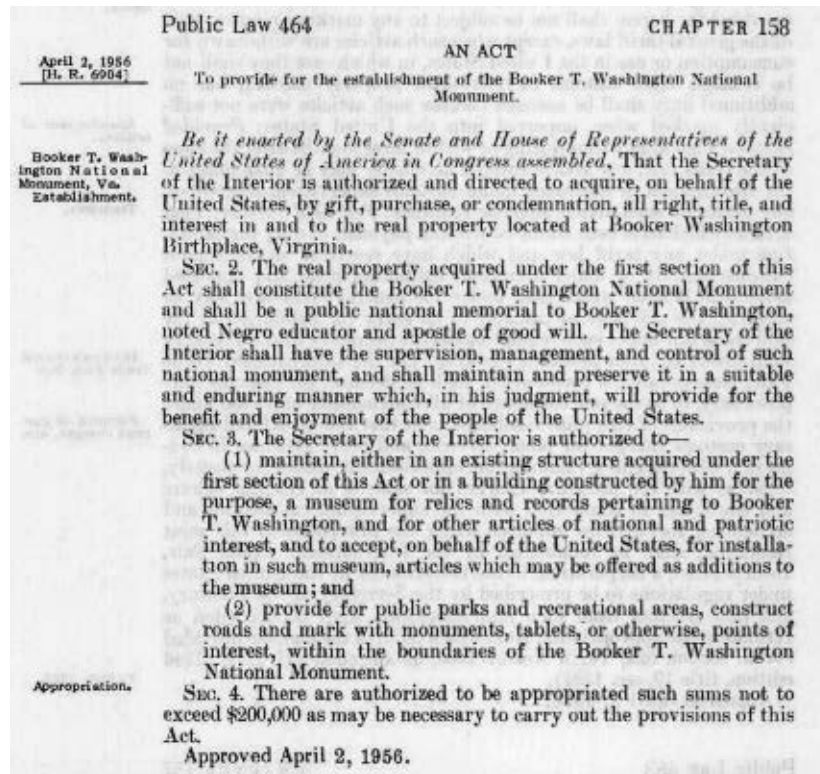 Public Law 464
CHAPTER 158
AN ACT
April 2, 1956
[H. R. 6904]
To provide for the establishment of the Booker T. Washington National
Monument.
Be it enacted by the Senate and House of Representatives of the
Booker T. Wash-
ington National
Monument, Va.
Establishment.
United States of America in Congress assembled, That the Secretary
of the Interior is authorized and directed to acquire, on behalf of the
United States, by gift, purchase, or condemnation, all right, title, and
interest in and to the real property located at Booker Washington
Birthplace, Virginia.
SEC. 2. The real property acquired under the first section of this
Act shall constitute the Booker T. Washington National Monument
and shall be a public national memorial to Booker T. Washington,
noted Negro educator and apostle of good will. The Secretary of the
Interior shall have the supervision, management, and control of such
national monument, and shall maintain and preserve it in a suitable
and enduring manner which, in his judgment, will provide for the
benefit and enjoyment of the people of the United States.
SEC. 3. The Secretary of the Interior is authorized to—
(1) maintain, either in an existing structure acquired under the
first section of this Act or in a building constructed by him for the
purpose, a museum for relics and records pertaining to Booker
T. Washington, and for other articles of national and patriotic
interest, and to accept, on behalf of the United States, for installa-
tion in such museum, articles which may be offered as additions to
the museum; and
(2) provide for public parks and recreational areas, construct
roads and mark with monuments, tablets, or otherwise, points of
interest, within the boundaries of the Booker T. Washington
National Monument.
Appropriation.
SEC. 4. There are authorized to be appropriated such sums not to
exceed $200,000 as may be necessary to carry out the provisions of this
Act.
Approved April 2, 1956.